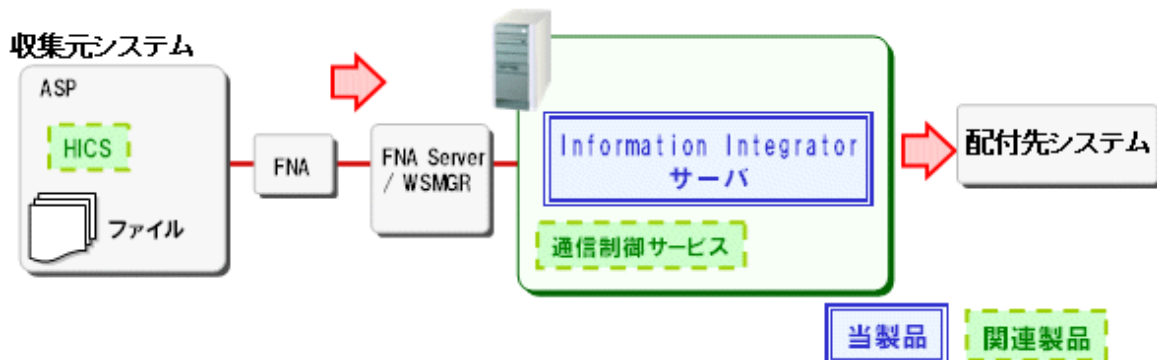 収集元システム
ASP
HICS
ファイル
FNA
FNA Server
/ WSMGR
Information Integrator
サーバ
通信制御サービス
配付先システム
当製品
関連製品